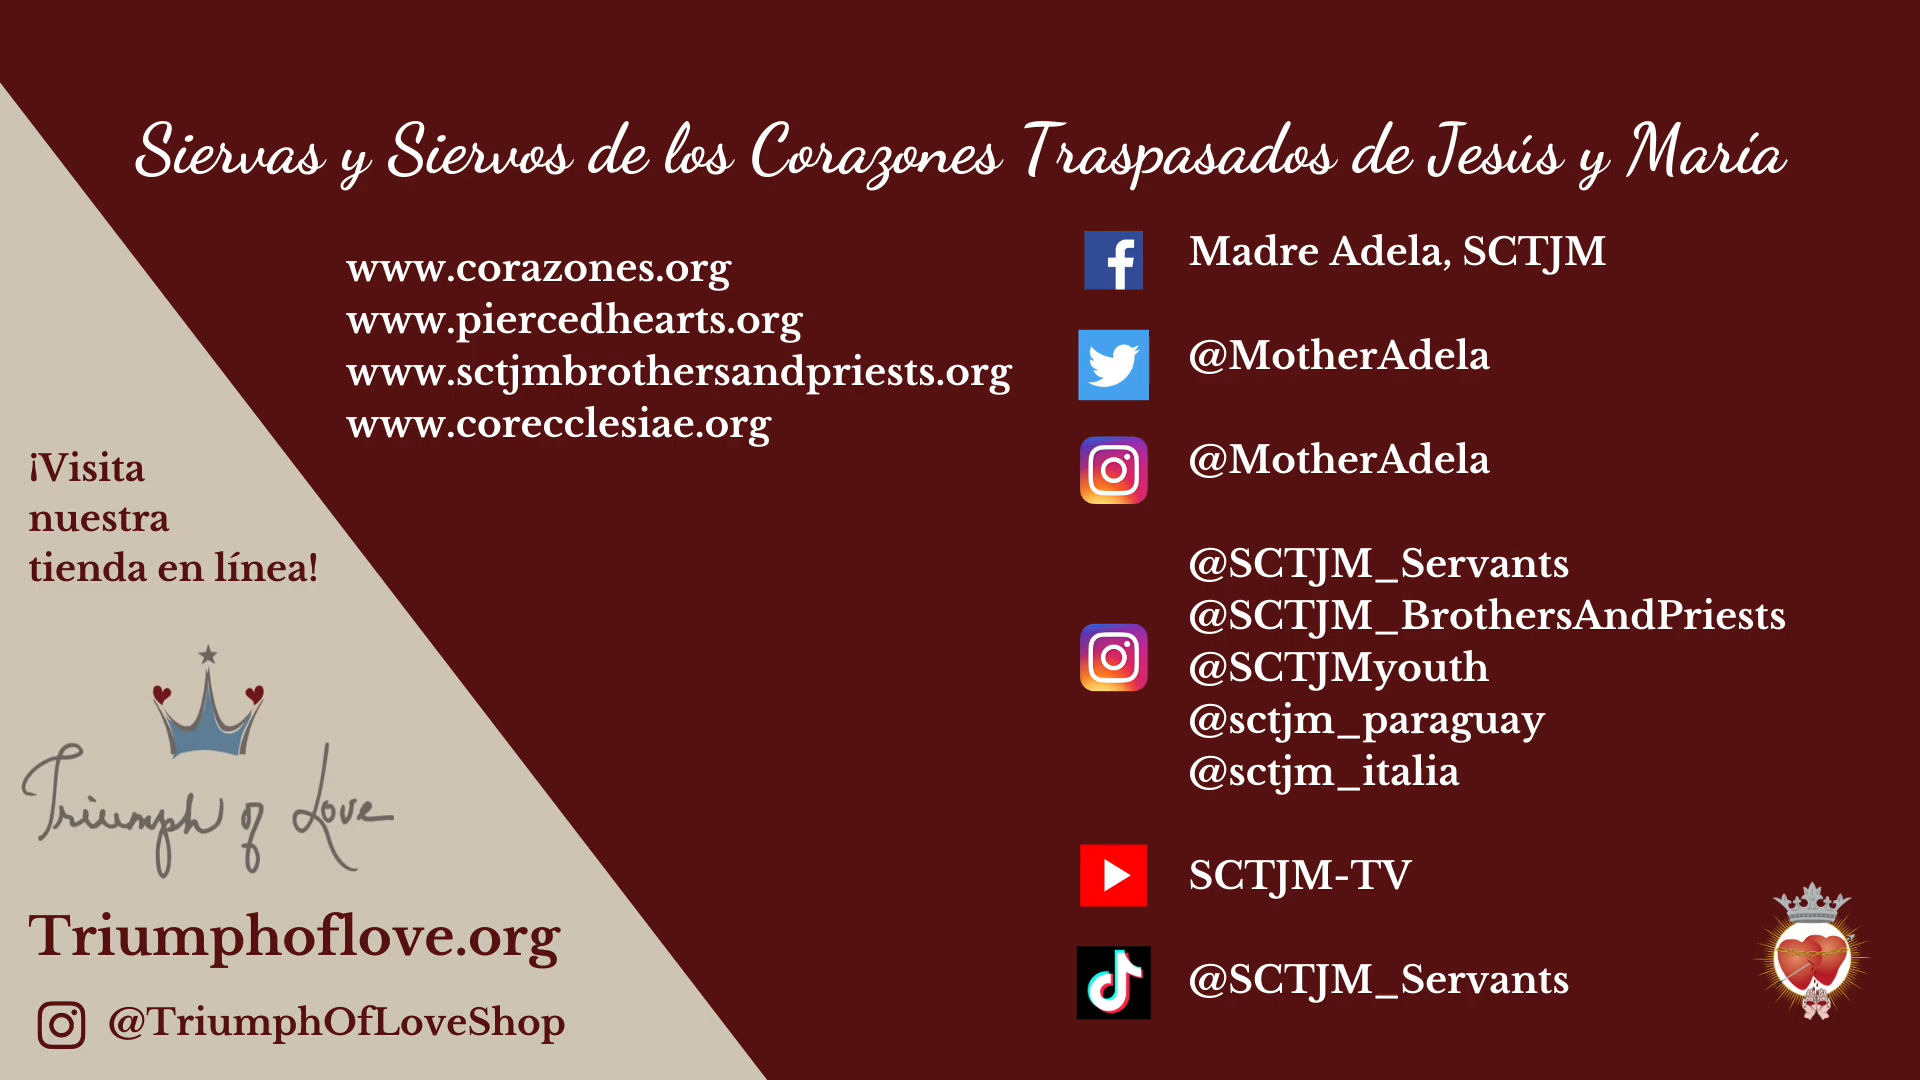 Siervas y Siervos de los Corazones Traspasados de Jesús y María
www.corazones.org
www.piercedhearts.org
www.sctjmbrothersandpriests.org
www.corecclesiae.org
Madre Adela, SCTJM
@MotherAdela
@MotherAdela
@SCTJM_Servants
@SCTJM_BrothersAndPriests
@SCTJMyouth
@sctjm_paraguay
@sctjm_italia
SCTJM-TV
@SCTJM_Servants
¡Visita
nuestra
tienda en línea!
Triumph of Love
Triumphoflove.org
@TriumphOfLoveShop